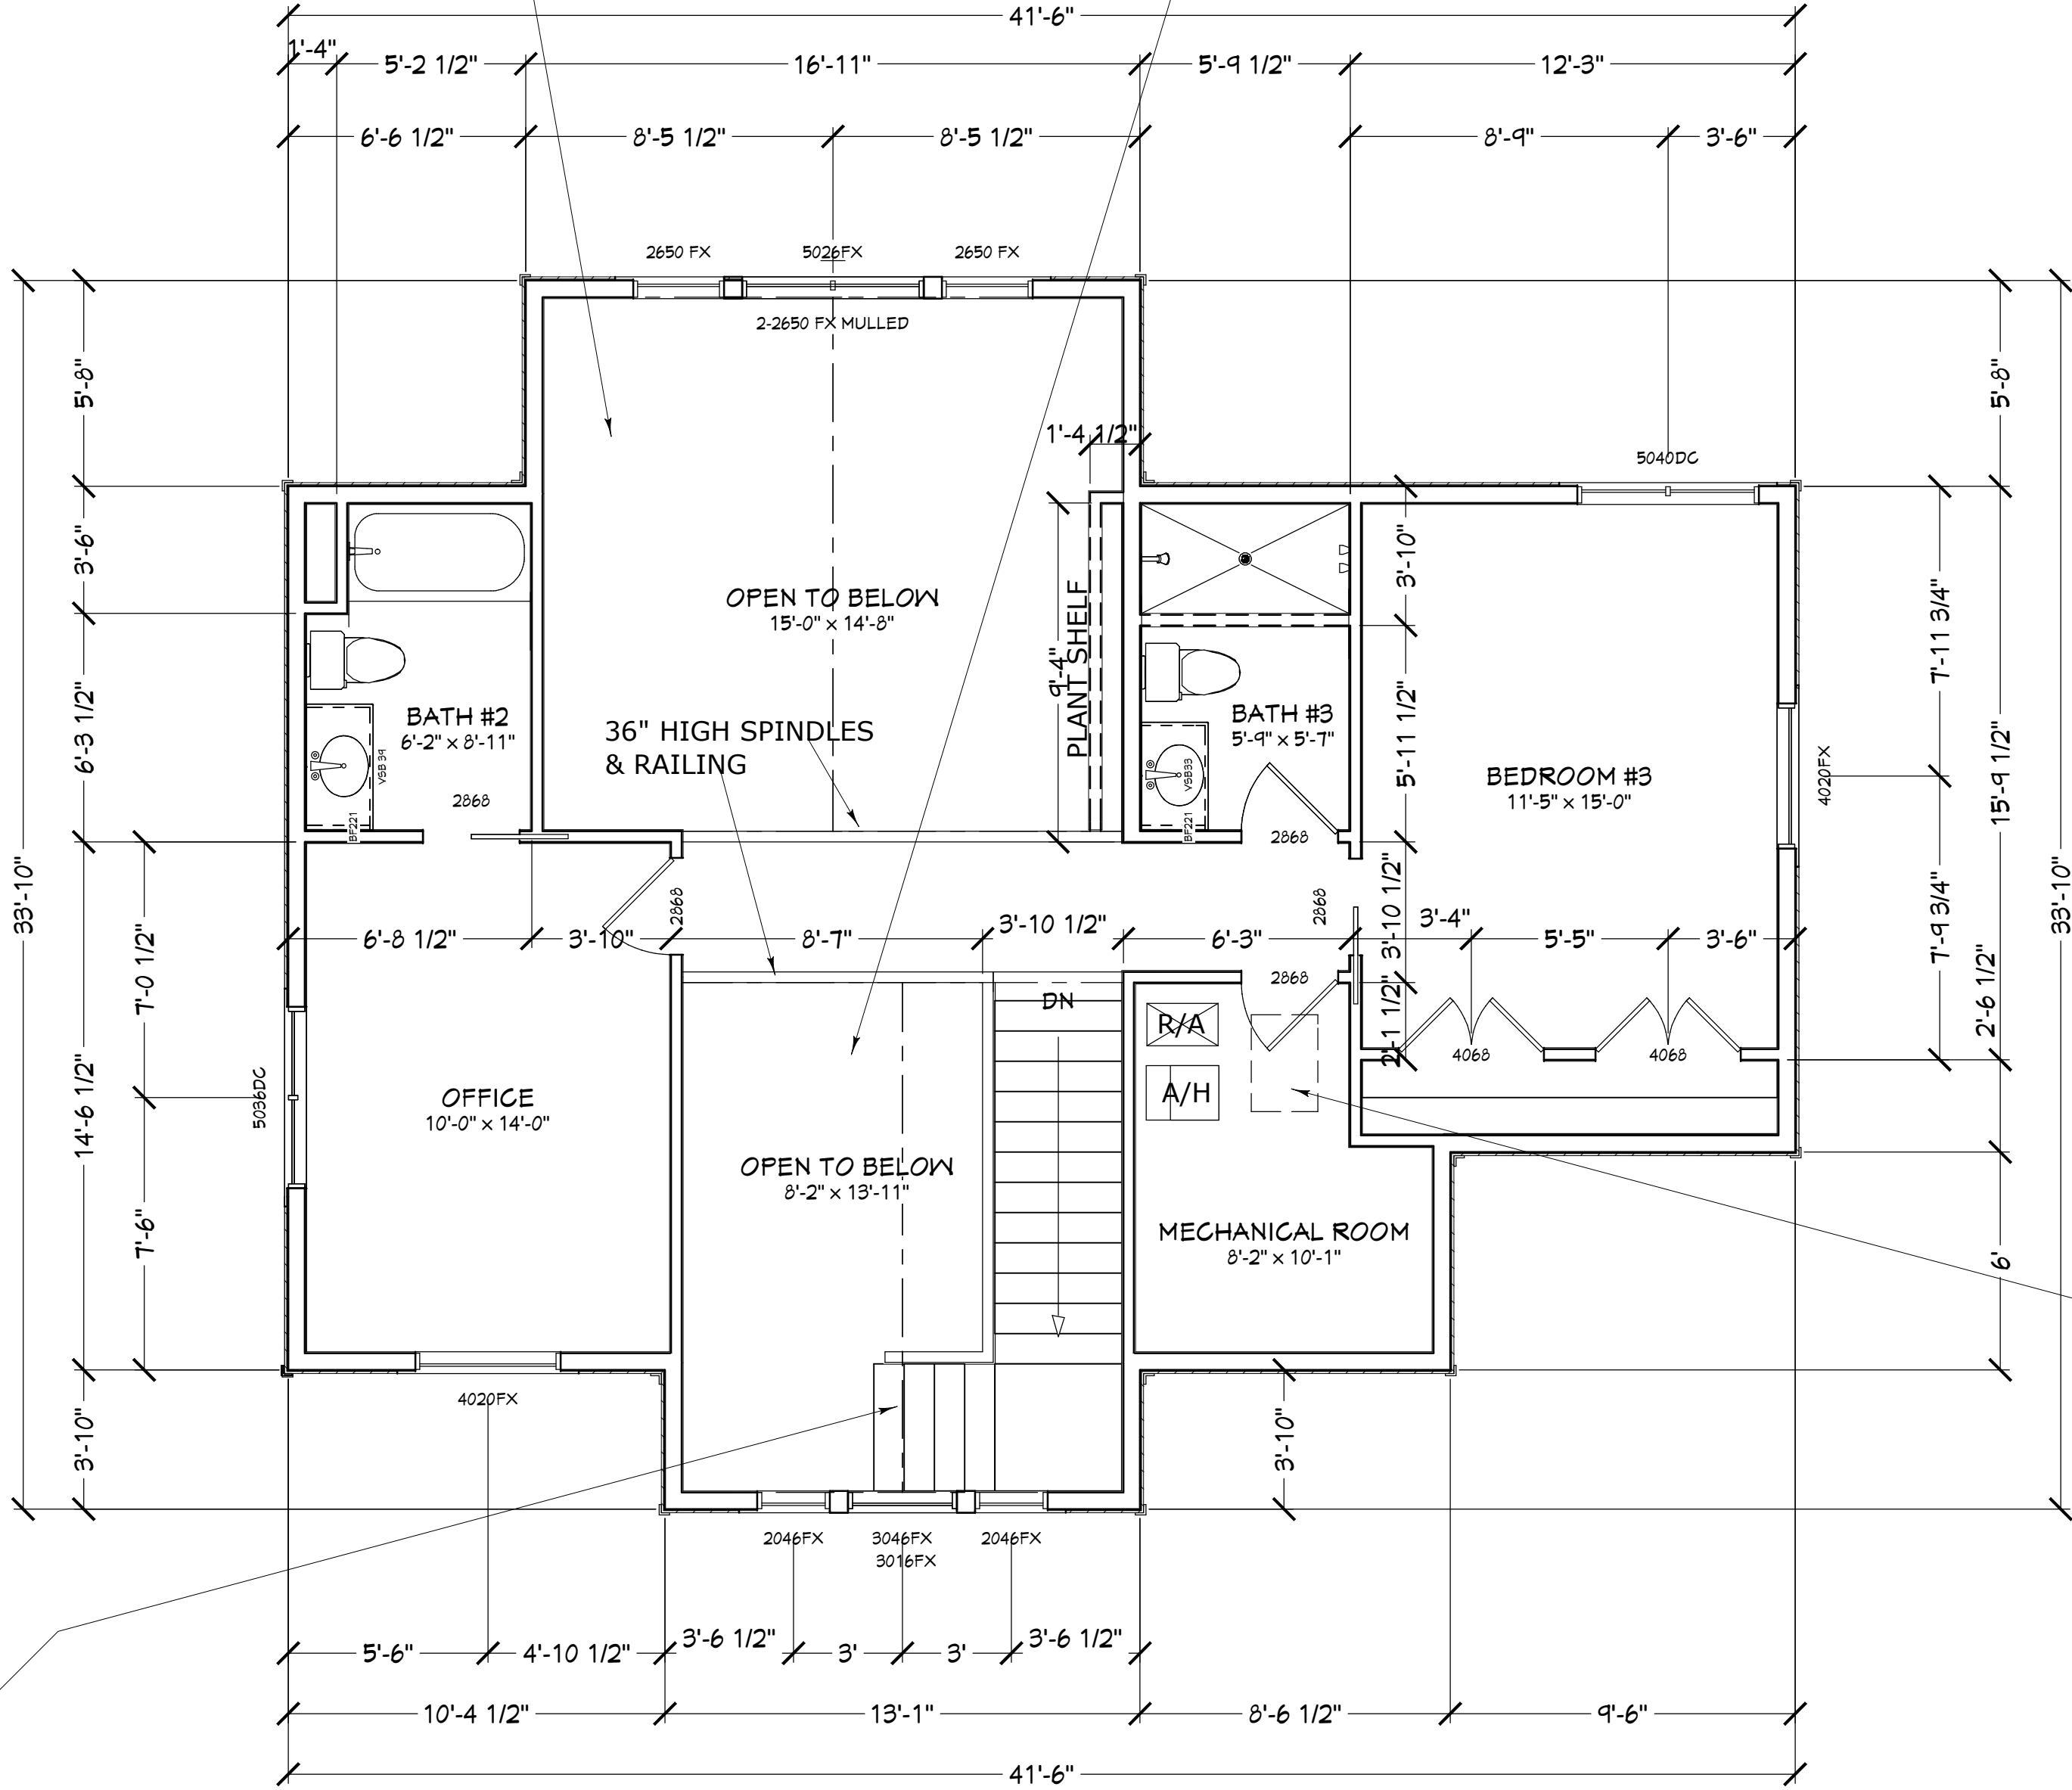 41'-6"
1'-4"
5'-2 1/2"
16'-11"
5'-9 1/2"
12'-3"
6'-6 1/2"
8'-5 1/2"
8'-5 1/2"
8'-9"
3'-6"
2650 FX
5026FX
2650 FX
2-2650 FX MULLED
5'-8"
5'-8"
1'-4 1/2"
5040DC
3'-6"
3'-10"
OPEN TO BELOW
15'-0" x 14'-8"
PLANT SHELF
9'-4"
7'-11 3/4"
6'-3 1/2"
BATH #2
6'-2" x 8'-11"
VSB39
BF221
2868
36" HIGH SPINDLES
& RAILING
BATH #3
5'-9" x 5'-7"
VSB33
BF221
2868
5'-11 1/2"
BEDROOM #3
11'-5" x 15'-0"
4020FX
15'-9 1/2"
33'-10"
33'-10"
2868
2868
3'-10 1/2"
7'-0 1/2"
6'-8 1/2"
3'-10"
8'-7"
3'-10 1/2"
6'-3"
3'-4"
5'-5"
3'-6"
7'-9 3/4"
2'-6 1/2"
2868
DN
R/A
A/H
2'-1 1/2"
4068
4068
5036DC
14'-6 1/2"
OFFICE
10'-0" x 14'-0"
OPEN TO BELOW
8'-2" x 13'-11"
MECHANICAL ROOM
8'-2" x 10'-1"
7'-6"
6'
4020FX
3'-10"
3'-10"
2046FX
3046FX
2046FX
3016FX
5'-6"
4'-10 1/2"
3'-6 1/2"
3'
3'
3'-6 1/2"
10'-4 1/2"
13'-1"
8'-6 1/2"
9'-6"
41'-6"